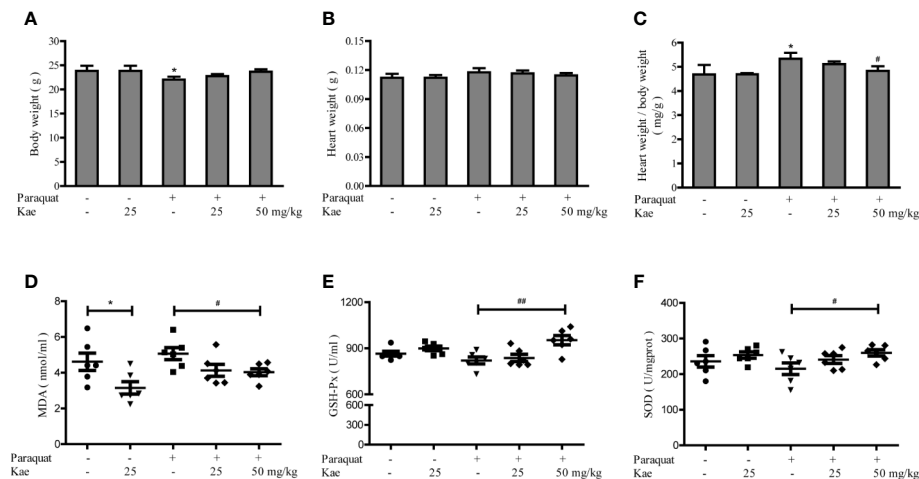 A
Body weight ( g )
30
25
20
15
10
5
0
*
Paraquat - - + + +
Kae - 25 - 25 50 mg/kg
B
Heart weight ( g )
0.15
0.12
0.09
0.06
0.03
0.00
- - + + +
- 25 - 25 50 mg/kg
C
Heart weight / body weight
( mg/g )
6
5
4
3
2
1
0
*
#
Paraquat - - + + +
Kae - 25 - 25 50 mg/kg
D
MDA ( nmol/ml )
8
6
4
2
0
*
#
Paraquat - - + + +
Kae - 25 - 25 50 mg/kg
E
GSH-Px ( U/ml )
1200
900
600
300
0
##
Paraquat - - + + +
Kae - 25 - 25 50 mg/kg
F
SOD ( U/mgprot )
400
300
200
100
0
#
Paraquat - - + + +
Kae - 25 - 25 50 mg/kg